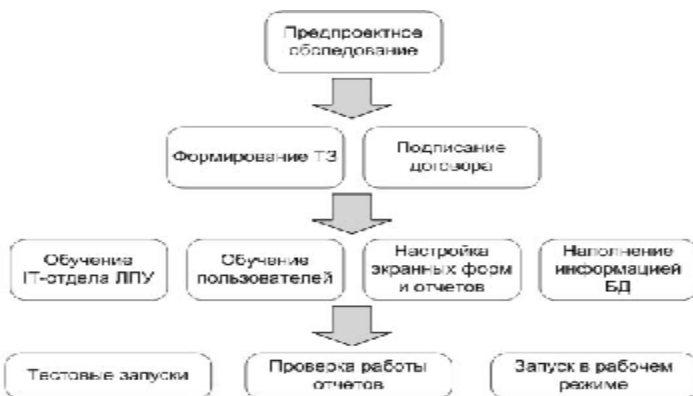 Предпроектное
обследование
Формирование ТЗ
Подписание
договора
Обучение
IT-отдела ЛПУ
Обучение
пользователей
Настройка
экранных форм
и отчетов
Наполнение
информацией
БД
Тестовые запуски
Проверка работы
отчетов
Запуск в рабочем
режиме